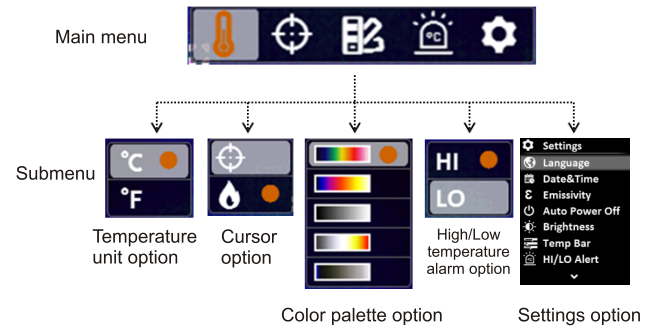 Main menu
°C
Submenu
°C
°F
HI
LO
Settings
Language
Date&Time
Emissivity
Auto Power Off
Brightness
Temp Bar
HI/LO Alert
Temperature
unit option
Cursor
option
High/Low
temperature
alarm option
Color palette option
Settings option